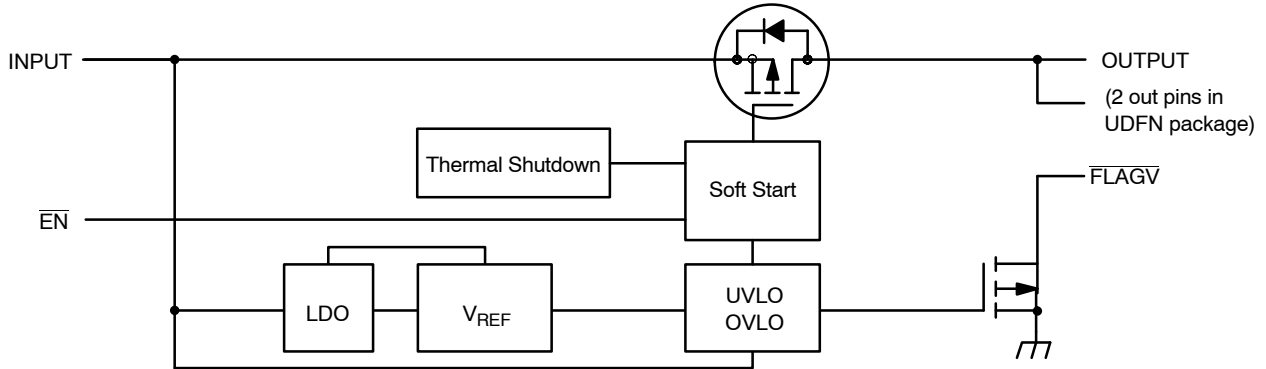 INPUT
OUTPUT
(2 out pins in
UDFN package)
Thermal Shutdown
Soft Start
FLAGV
EN
LDO
VREF
UVLO
OVLO